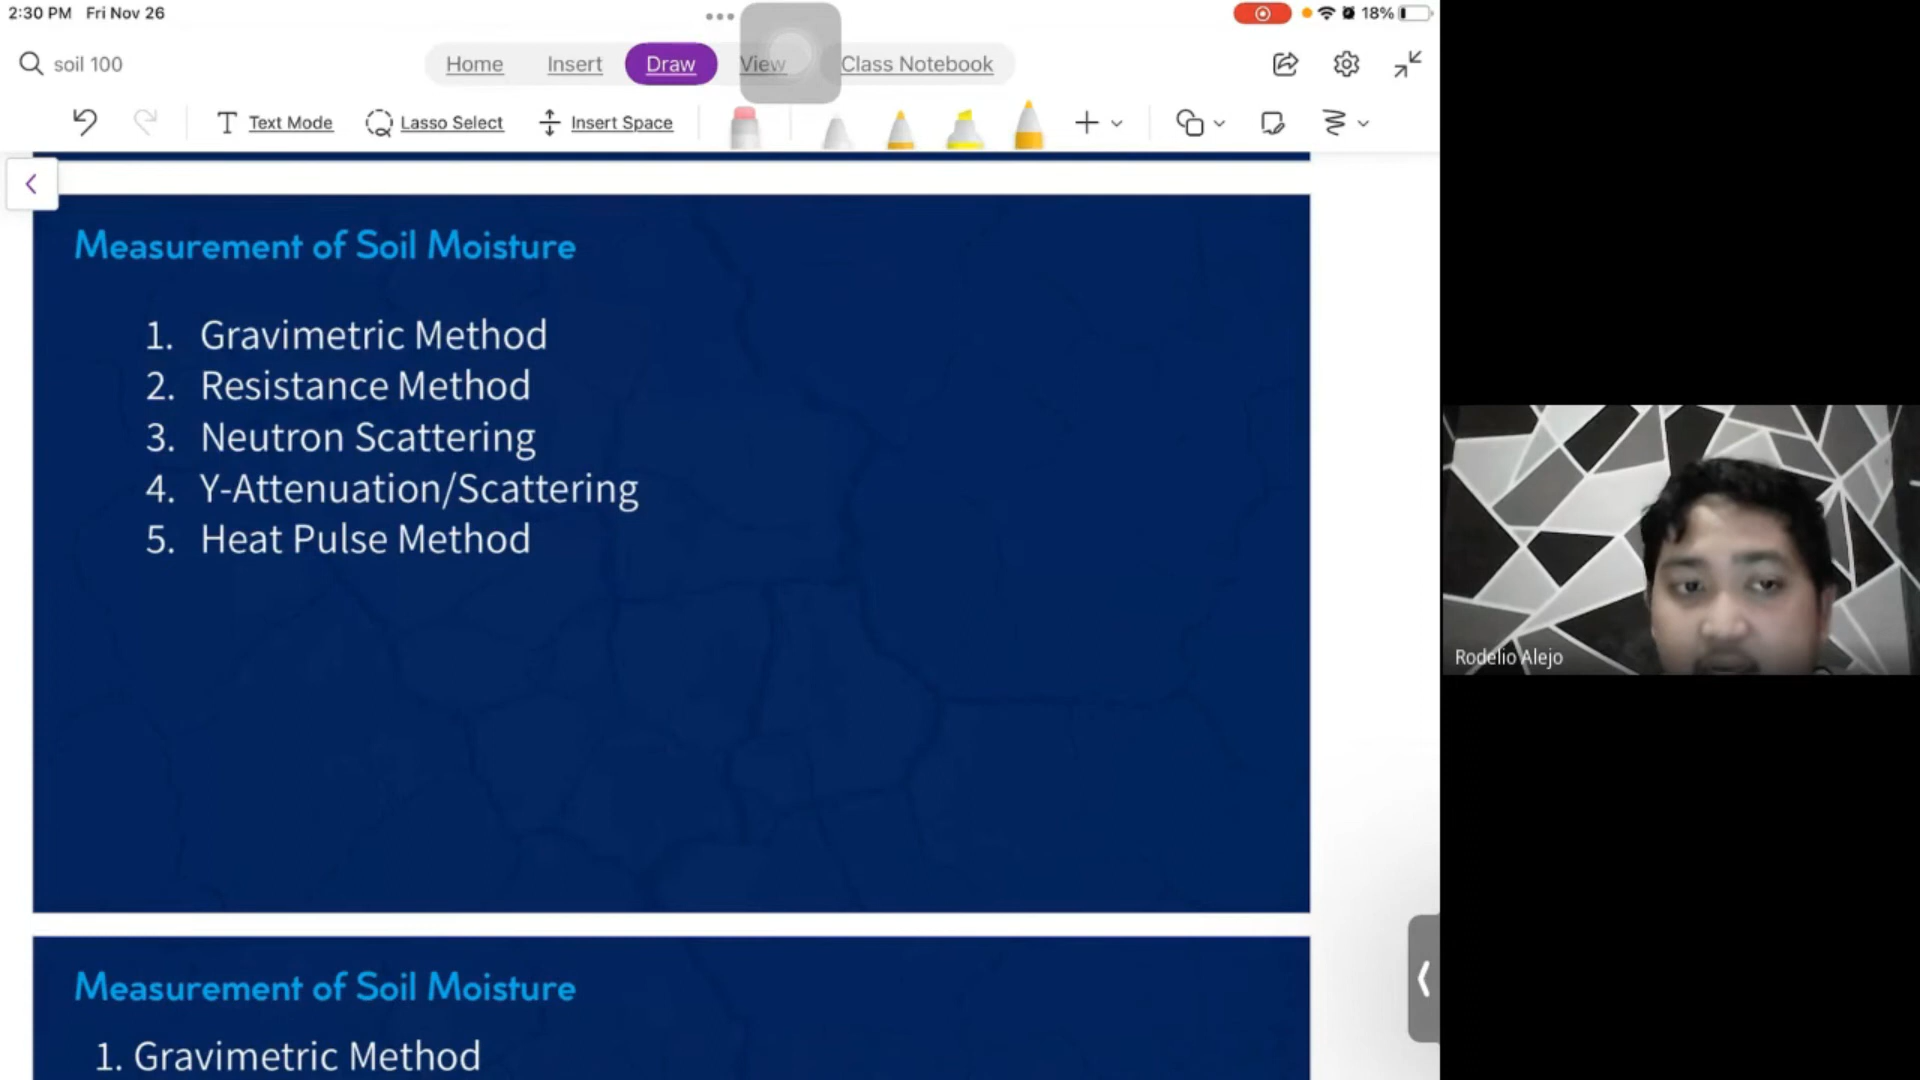 2:30 PM Fri Nov 26
18%
soil 100
Home Insert Draw View Class Notebook
Text Mode Lasso Select Insert Space
Measurement of Soil Moisture
1. Gravimetric Method
2. Resistance Method
3. Neutron Scattering
4. Y-Attenuation/Scattering
5. Heat Pulse Method
Rodelio Alejo
Measurement of Soil Moisture
1. Gravimetric Method